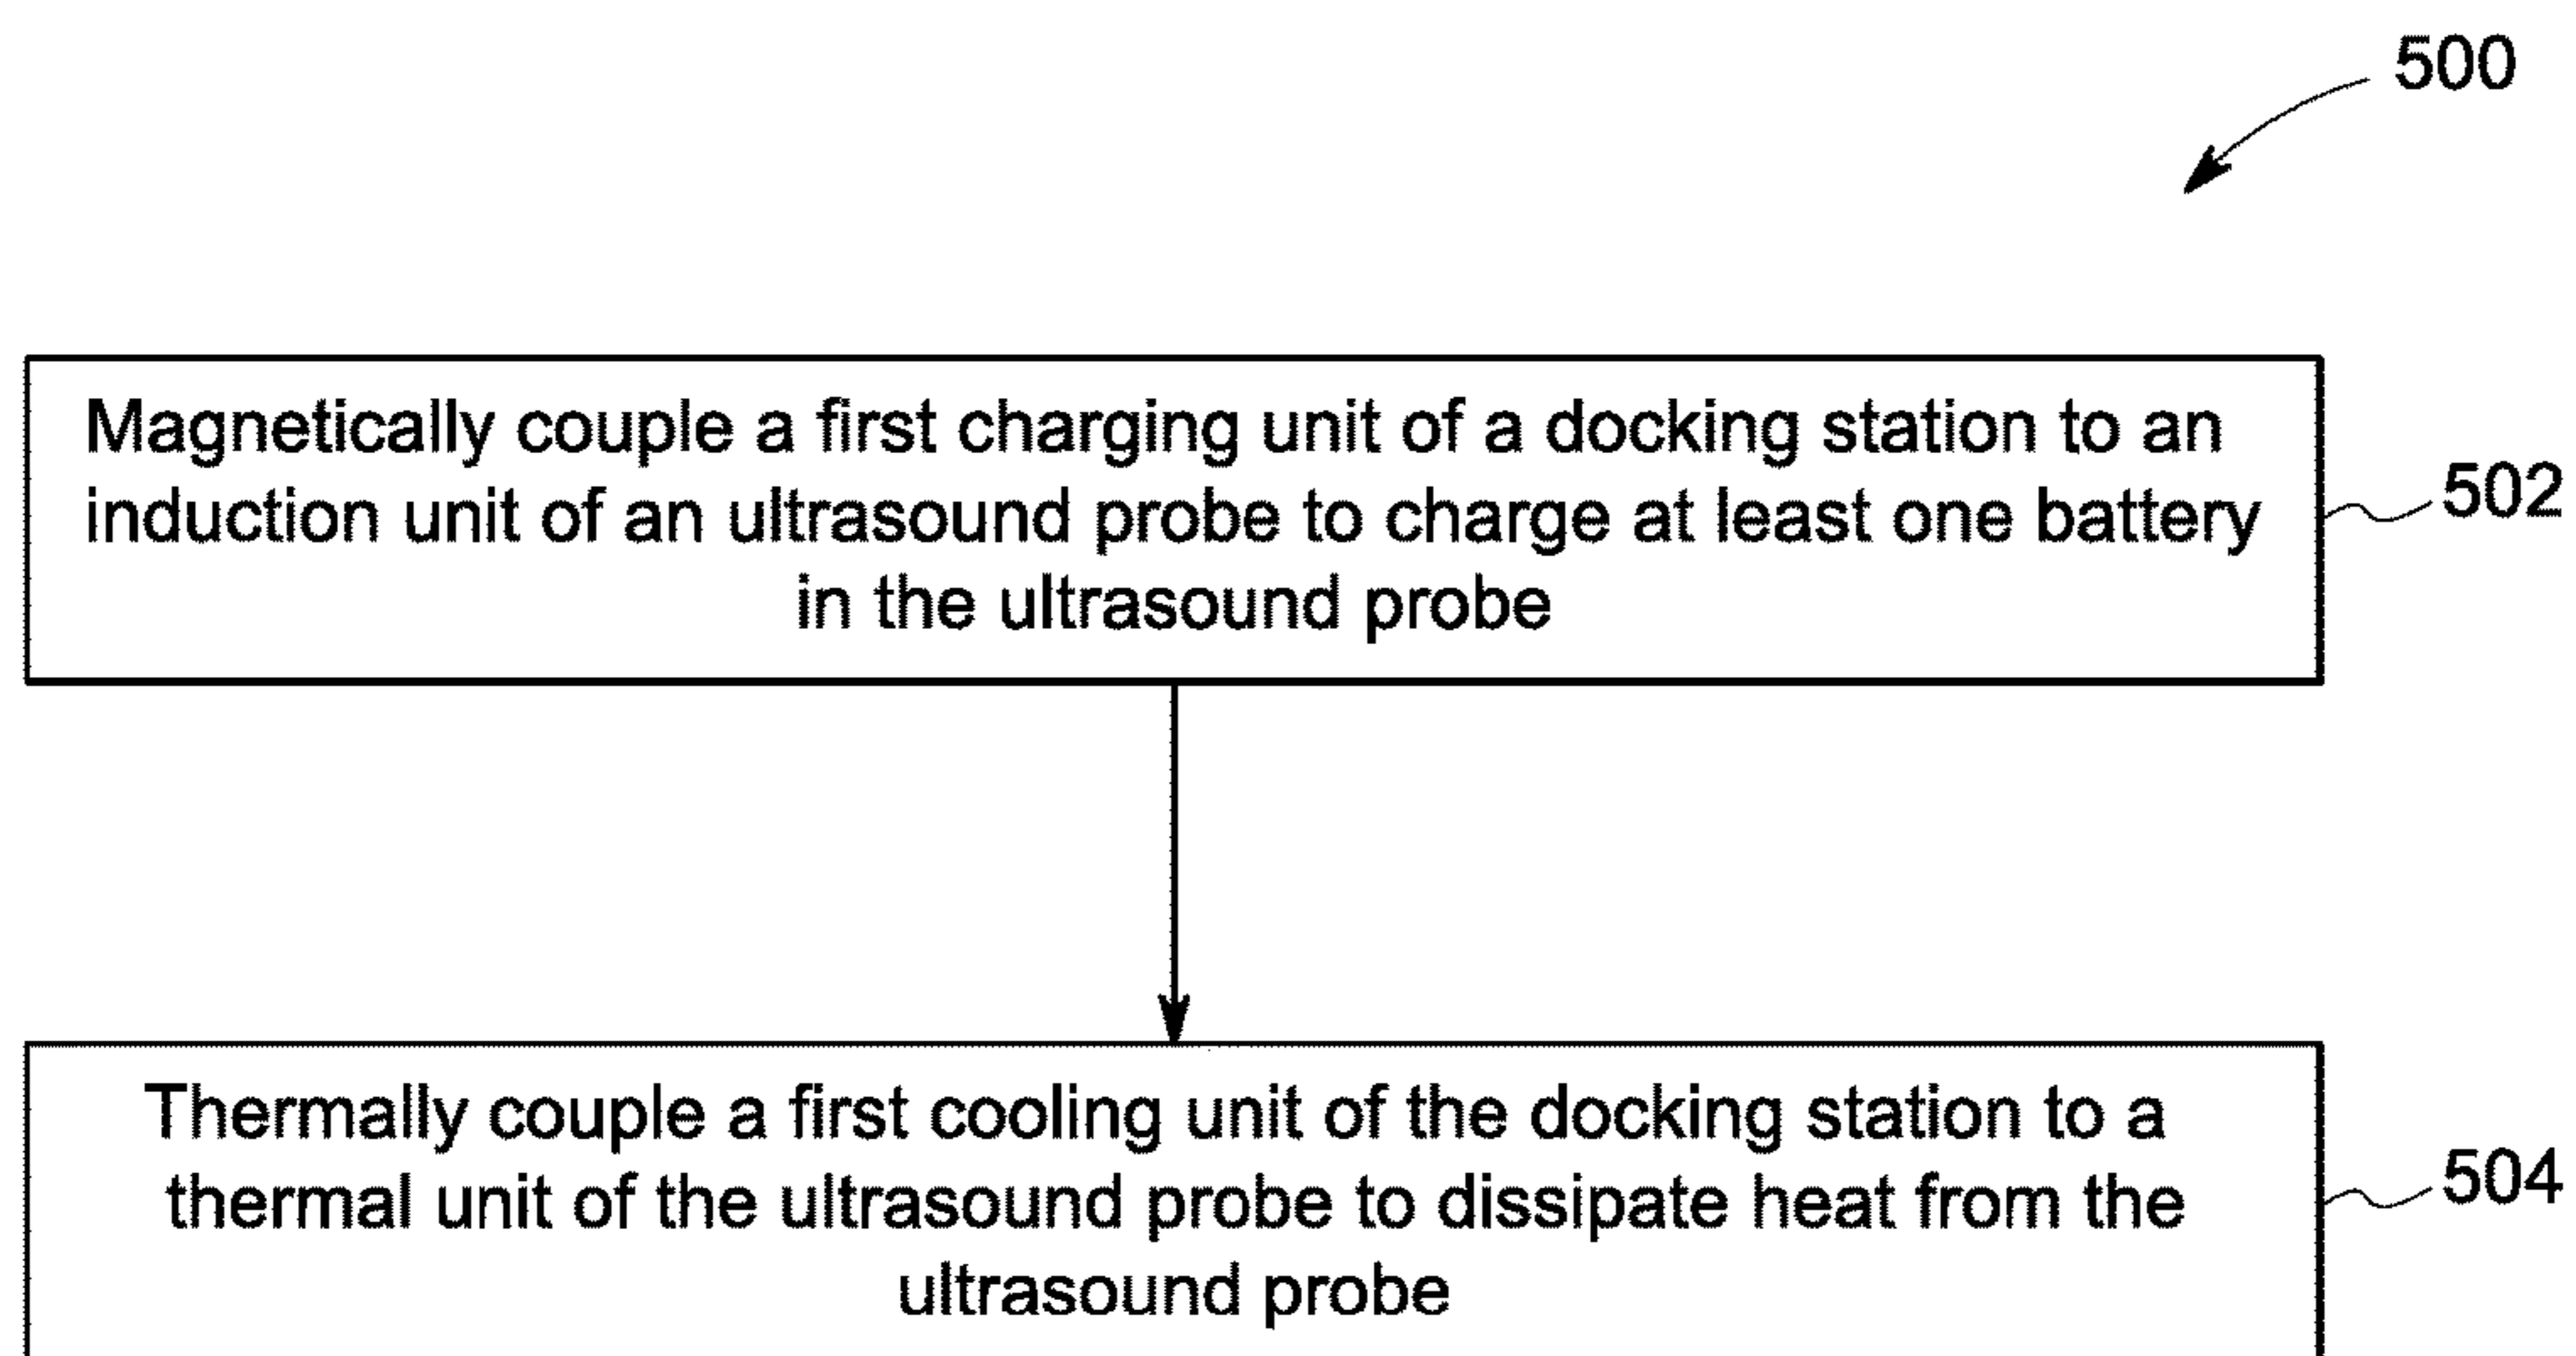 500
Magnetically couple a first charging unit of a docking station to an
induction unit of an ultrasound probe to charge at least one battery
in the ultrasound probe
502
Thermally couple a first cooling unit of the docking station to a
thermal unit of the ultrasound probe to dissipate heat from the
ultrasound probe
504